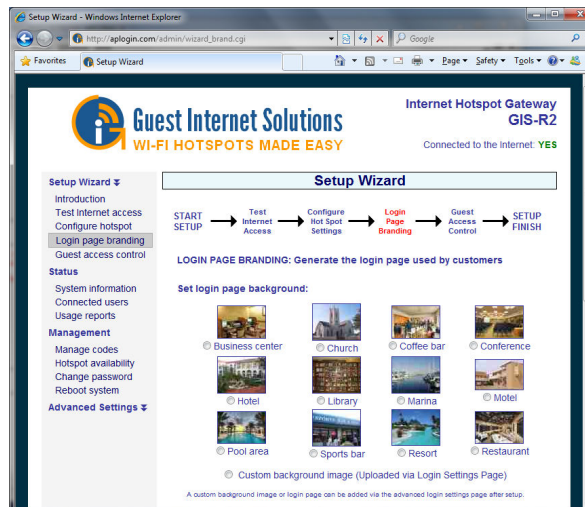 Setup Wizard - Windows Internet Explorer
http://aplogin.com/admin/wizard_brand.cgi
Google
Favorites
Setup Wizard
Page
Safety
Tools
Guest Internet Solutions
WI-FI HOTSPOTS MADE EASY
Internet Hotspot Gateway
GIS-R2
Connected to the Internet: YES
Setup Wizard
Introduction
Test Internet access
Configure hotspot
Login page branding
Guest access control
Status
System information
Connected users
Usage reports
Management
Manage codes
Hotspot availability
Change password
Reboot system
Advanced Settings
Setup Wizard
START
SETUP
Test
Internet
Access
Configure
Hot Spot
Settings
Login
Page
Branding
Guest
Access
Control
SETUP
FINISH
LOGIN PAGE BRANDING: Generate the login page used by customers
Set login page background:
Business center
Church
Coffee bar
Conference
Hotel
Library
Marina
Motel
Pool area
Sports bar
Resort
Restaurant
Custom background image (Uploaded via Login Settings Page)
A custom background image or login page can be added via the advanced login settings page after setup.